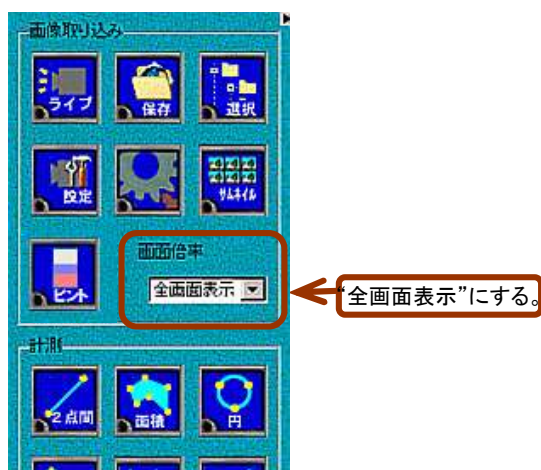 画像取り込み
ライブ
保存
選択
設定
サムネイル
画面倍率
ピント
全画面表示
“全画面表示”にする。
計測
2点間
面積
円